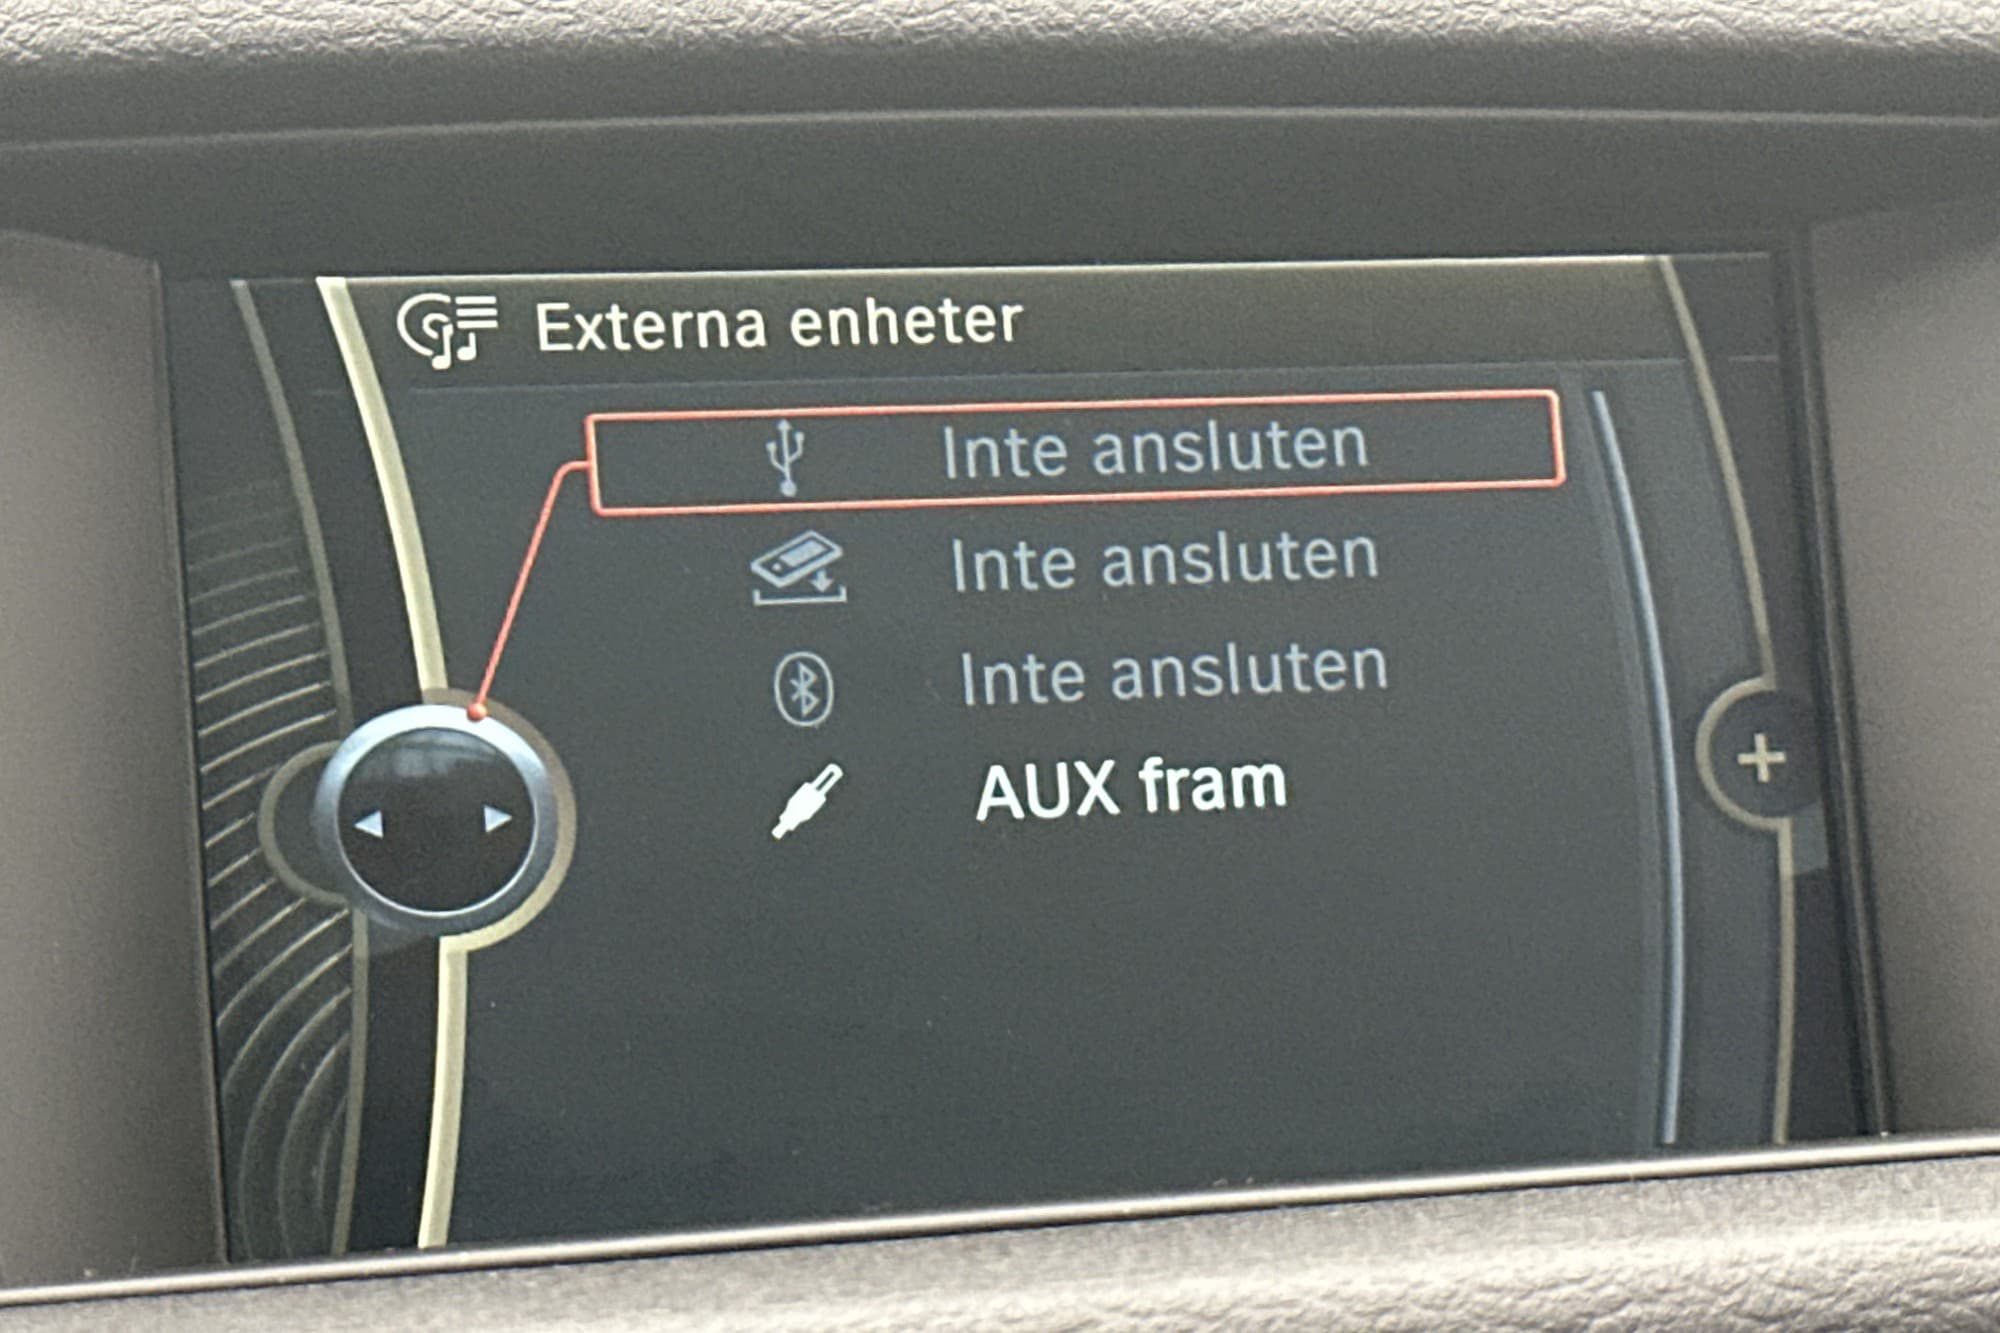 Externa enheter
Inte ansluten
Inte ansluten
Inte ansluten
AUX fram
+